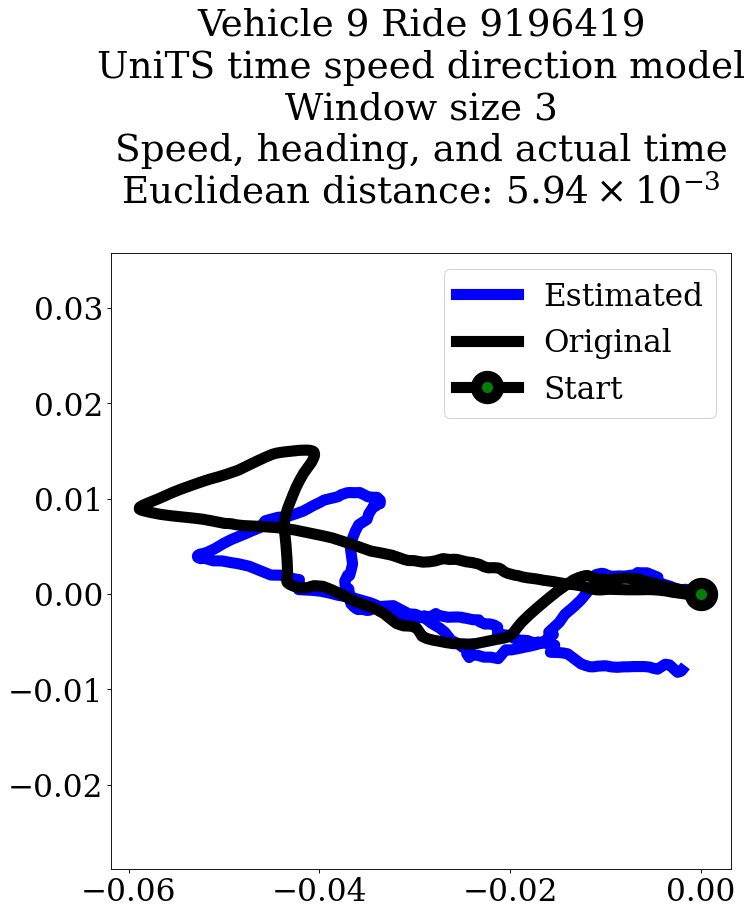 Vehicle 9 Ride 9196419
UniTS time speed direction model
Window size 3
Speed, heading, and actual time
Euclidean distance: 5.94 × 10⁻³
Estimated
Original
Start
0.03
0.02
0.01
0.00
−0.01
−0.02
−0.06 −0.04 −0.02 0.00